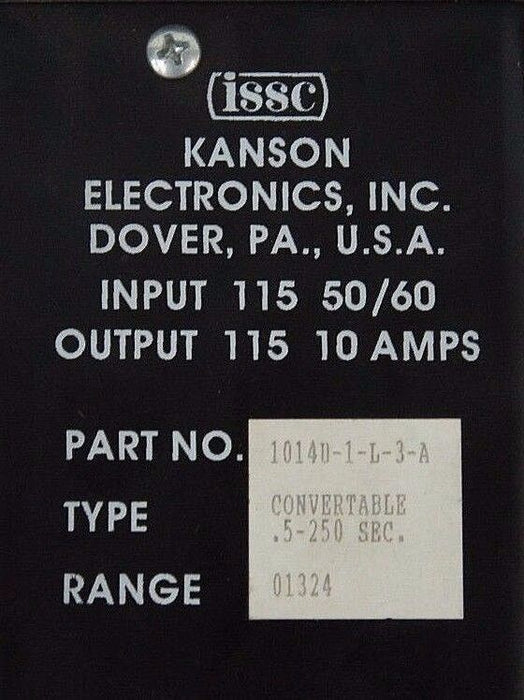 issc
KANSON
ELECTRONICS, INC.
DOVER, PA., U.S.A.
INPUT 115 50/60
OUTPUT 115 10 AMPS
PART NO. 1014D-1-L-3-A
TYPE CONVERTABLE
.5-250 SEC.
RANGE 01324